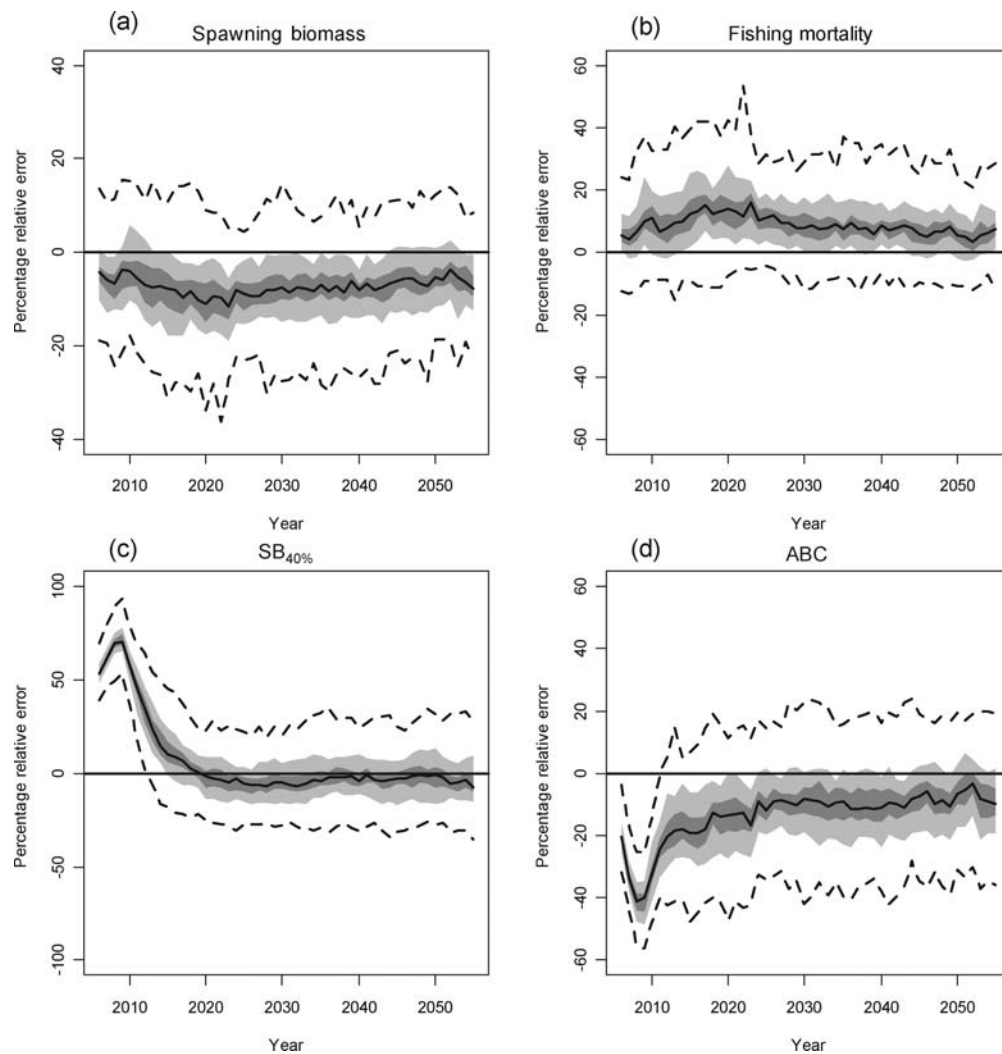 (a)
Spawning biomass
Percentage relative error
40
20
0
-20
-40
2010 2020 2030 2040 2050
Year
(b)
Fishing mortality
Percentage relative error
60
40
20
0
-20
-40
-60
2010 2020 2030 2040 2050
Year
(c)
SB40%
Percentage relative error
100
50
0
-50
-100
2010 2020 2030 2040 2050
Year
(d)
ABC
Percentage relative error
60
40
20
0
-20
-40
-60
2010 2020 2030 2040 2050
Year